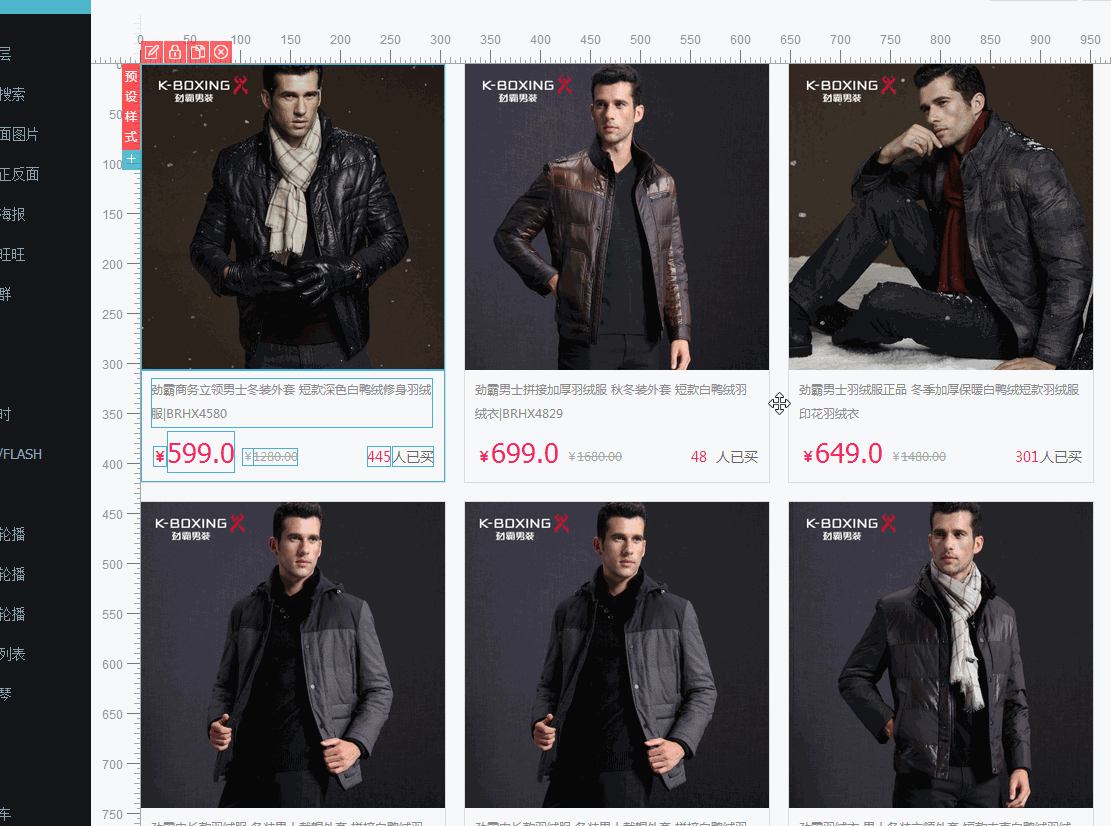 层
搜索
面图片
正反面
海报
旺旺
群
时
/FLASH
轮播
轮播
轮播
列表
琴
车
0 50 100 150 200 250 300 350 400 450 500 550 600 650 700 750 800 850 900 950
0
50
100
150
200
250
300
350
400
450
500
550
600
650
700
750
预
设
样
式
+
K-BOXING
劲霸男装
K-BOXING
劲霸男装
K-BOXING
劲霸男装
劲霸商务立领男士冬装外套 短款深色白鸭绒修身羽绒
服|BRHX4580
¥599.0 ¥1280.00 445人已买
劲霸男士拼接加厚羽绒服 秋冬装外套 短款白鸭绒羽
绒衣|BRHX4829
¥699.0 ¥1680.00 48 人已买
劲霸男士羽绒服正品 冬季加厚保暖白鸭绒短款羽绒服
印花羽绒衣
¥649.0 ¥1480.00 301人已买
K-BOXING
劲霸男装
K-BOXING
劲霸男装
K-BOXING
劲霸男装